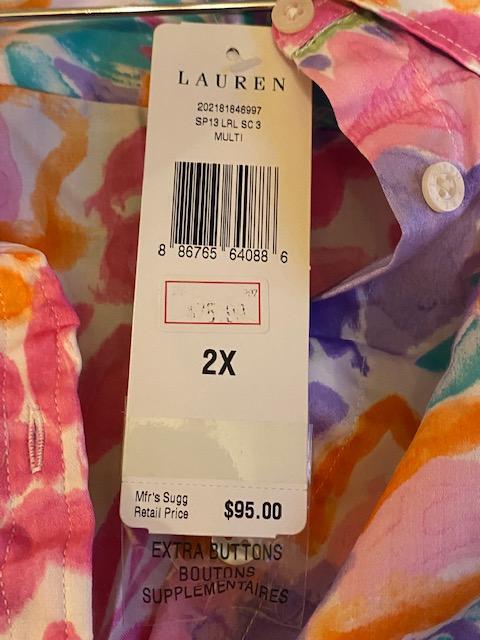 LAUREN
202181846997
SP13 LRL SC 3
MULTI
8 86765 64088 6
2X
Mfr's Sugg
Retail Price $95.00
EXTRA BUTTONS
BOUTONS
SUPPLEMENTAIRES